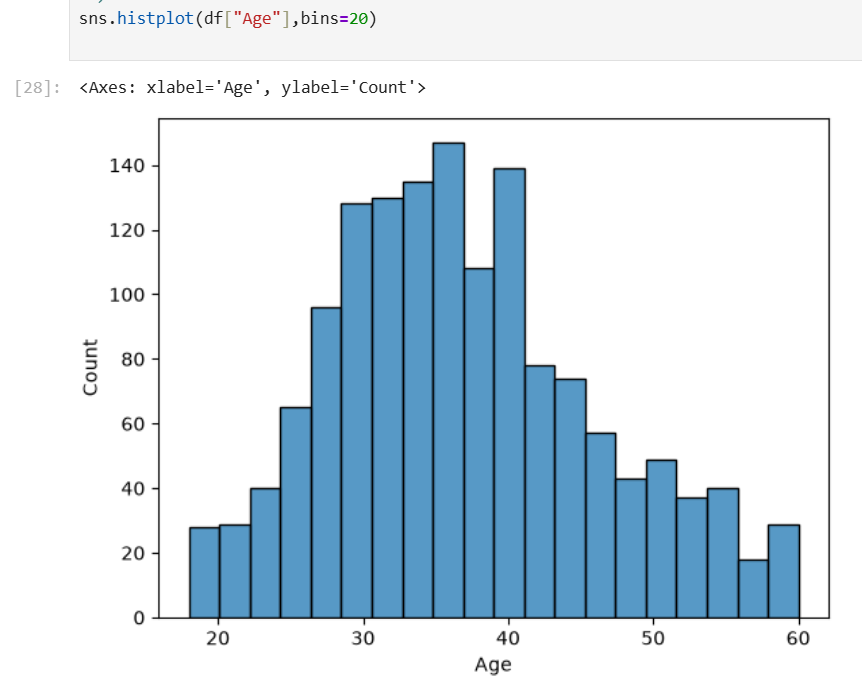 sns.histplot(df["Age"],bins=20)
[28]: <Axes: xlabel='Age', ylabel='Count'>
140
120
100
80
60
40
20
0
Count
20 30 40 50 60
Age